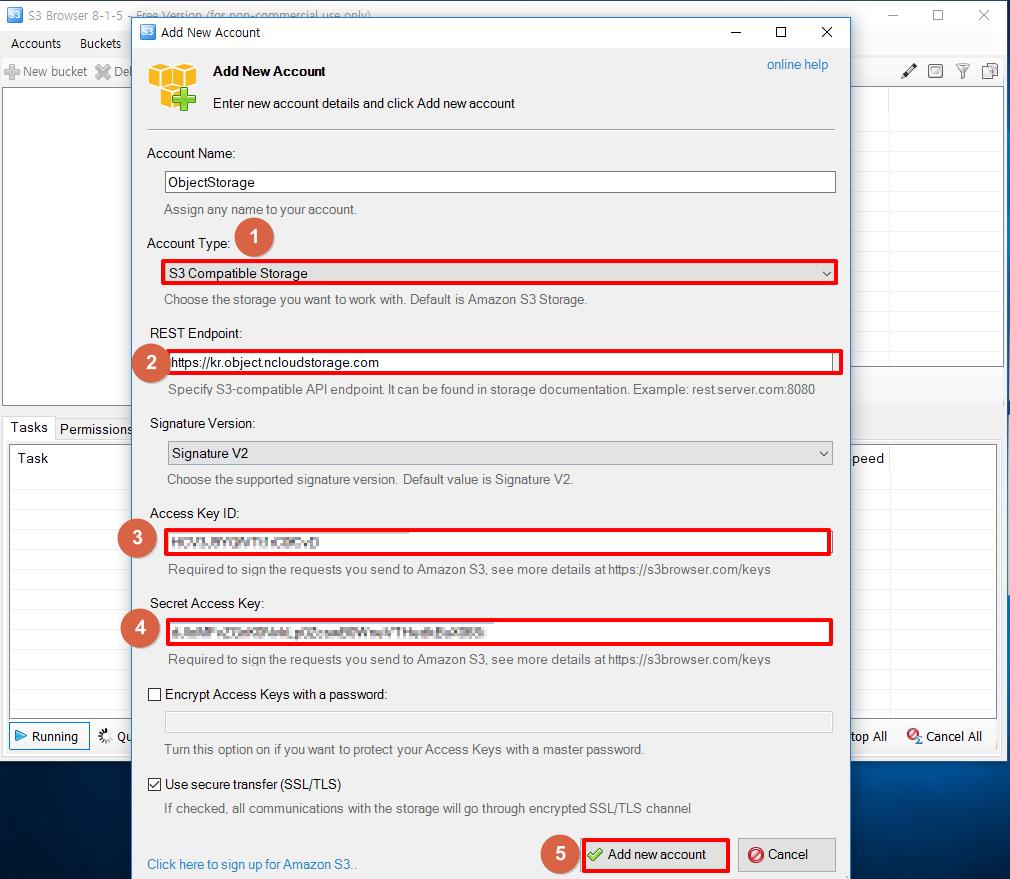 S3 Browser 8-1-5 - Free Version (for non-commercial use only)
Add New Account
Accounts Buckets
New bucket
Add New Account
online help
Enter new account details and click Add new account
Account Name:
ObjectStorage
Assign any name to your account.
Account Type:
1
S3 Compatible Storage
Choose the storage you want to work with. Default is Amazon S3 Storage.
REST Endpoint:
2
https://kr.object.ncloudstorage.com
Specify S3-compatible API endpoint. It can be found in storage documentation. Example: rest.server.com:8080
Signature Version:
Tasks Permissions
Signature V2
Task
Choose the supported signature version. Default value is Signature V2.
Access Key ID:
3
Required to sign the requests you send to Amazon S3, see more details at https://s3browser.com/keys
Secret Access Key:
4
Required to sign the requests you send to Amazon S3, see more details at https://s3browser.com/keys
Encrypt Access Keys with a password:
Running
Cancel All
Turn this option on if you want to protect your Access Keys with a master password.
Use secure transfer (SSL/TLS)
If checked, all communications with the storage will go through encrypted SSL/TLS channel
5
Add new account
Cancel
Click here to sign up for Amazon S3..